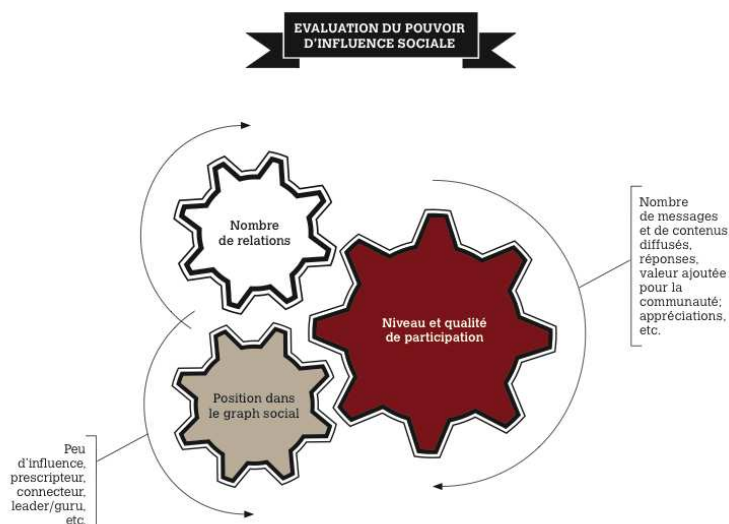 EVALUATION DU POUVOIR
D'INFLUENCE SOCIALE
Nombre
de relations
Niveau et qualité
de participation
Nombre
de messages
et de contenus
diffusés,
réponses,
valeur ajoutée
pour la
communauté;
appréciations,
etc.
Position dans
le graph social
Peu
d'influence,
prescripteur,
connecteur,
leader/guru,
etc.